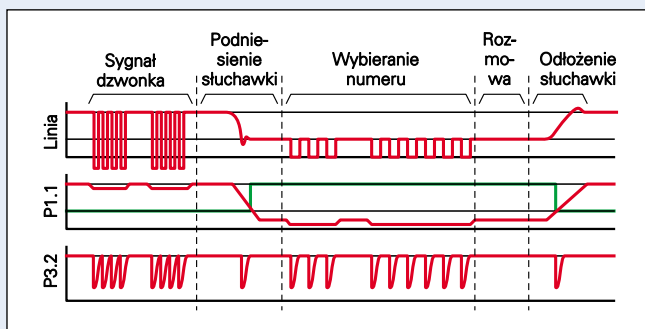 Sygnał
dzwonka
Podnie-
sienie
słuchawki
Wybieranie
numeru
Roz-
mo-
wa
Odłożenie
słuchawki
Linia
P1.1
P3.2